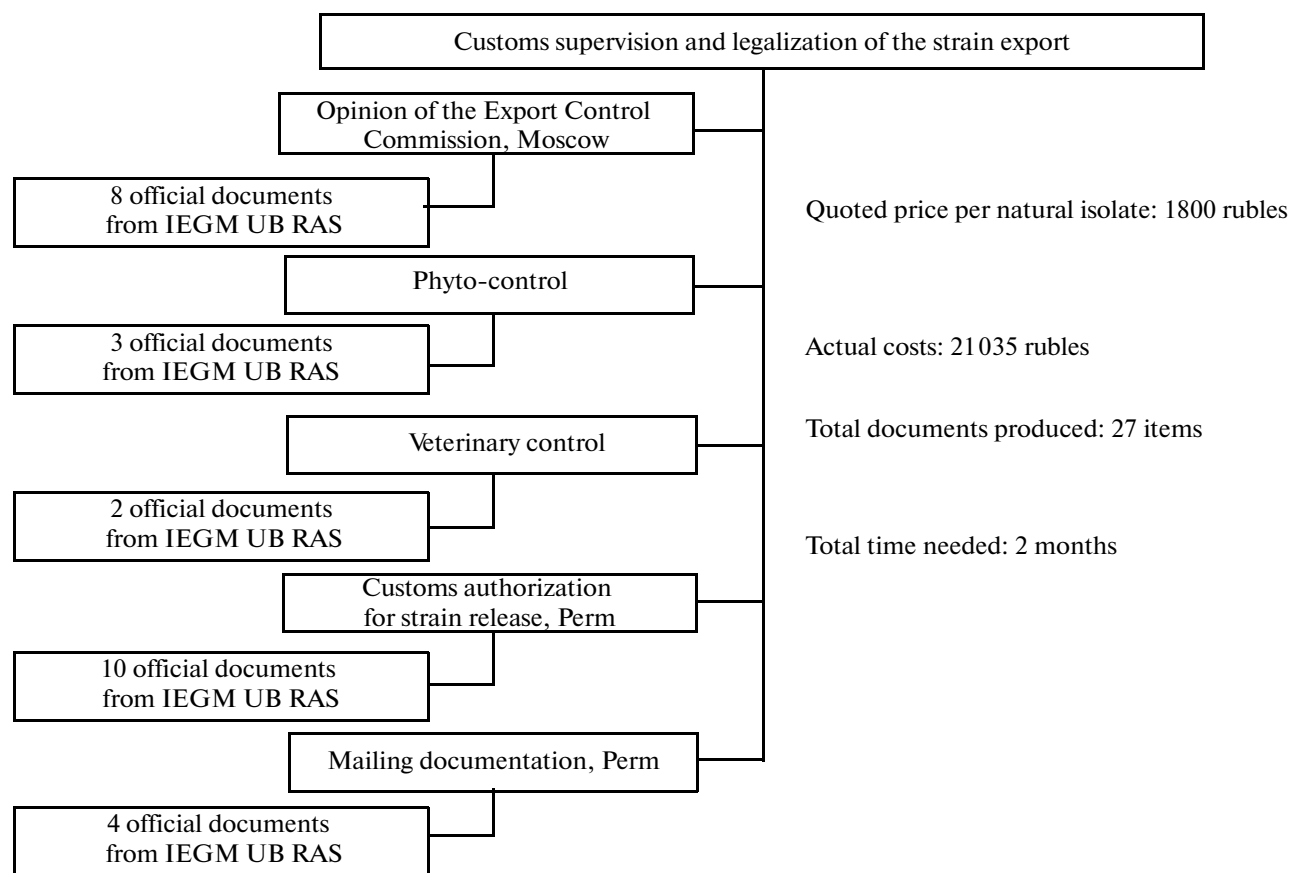 Customs supervision and legalization of the strain export
Opinion of the Export Control
Commission, Moscow
8 official documents
from IEGM UB RAS
Quoted price per natural isolate: 1800 rubles
Phyto-control
3 official documents
from IEGM UB RAS
Actual costs: 21035 rubles
Veterinary control
Total documents produced: 27 items
2 official documents
from IEGM UB RAS
Total time needed: 2 months
Customs authorization
for strain release, Perm
10 official documents
from IEGM UB RAS
Mailing documentation, Perm
4 official documents
from IEGM UB RAS